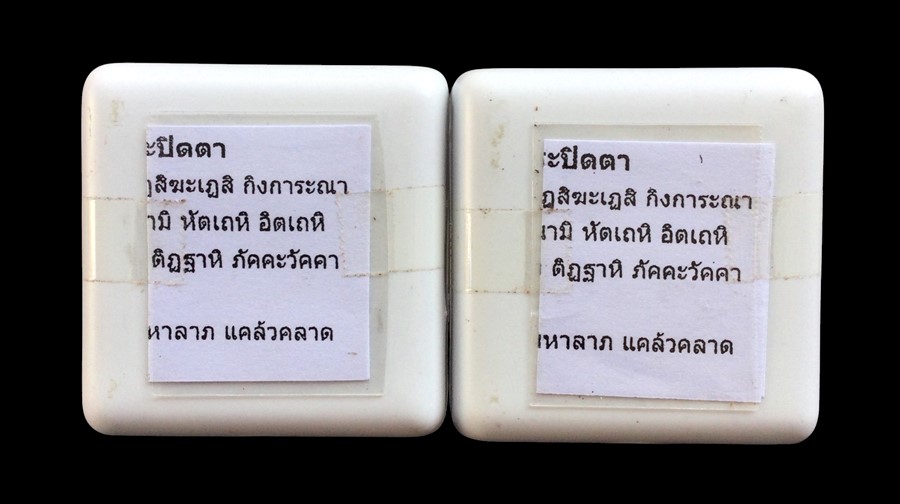 ะปิดตา
ฏสิฆะเฏสิ กิงการะณา
ามิ หัตเถหิ อิตเถหิ
ติฏฐาหิ ภัคคะวัคคา
หาลาภ แคล้วคลาด
ระปิดตา
ฏสิฆะเฏสิ กิงการะณา
นามิ หัตเถหิ อิตเถหิ
ติฏฐาหิ ภัคคะวัคคา
หาลาภ แคล้วคลาด